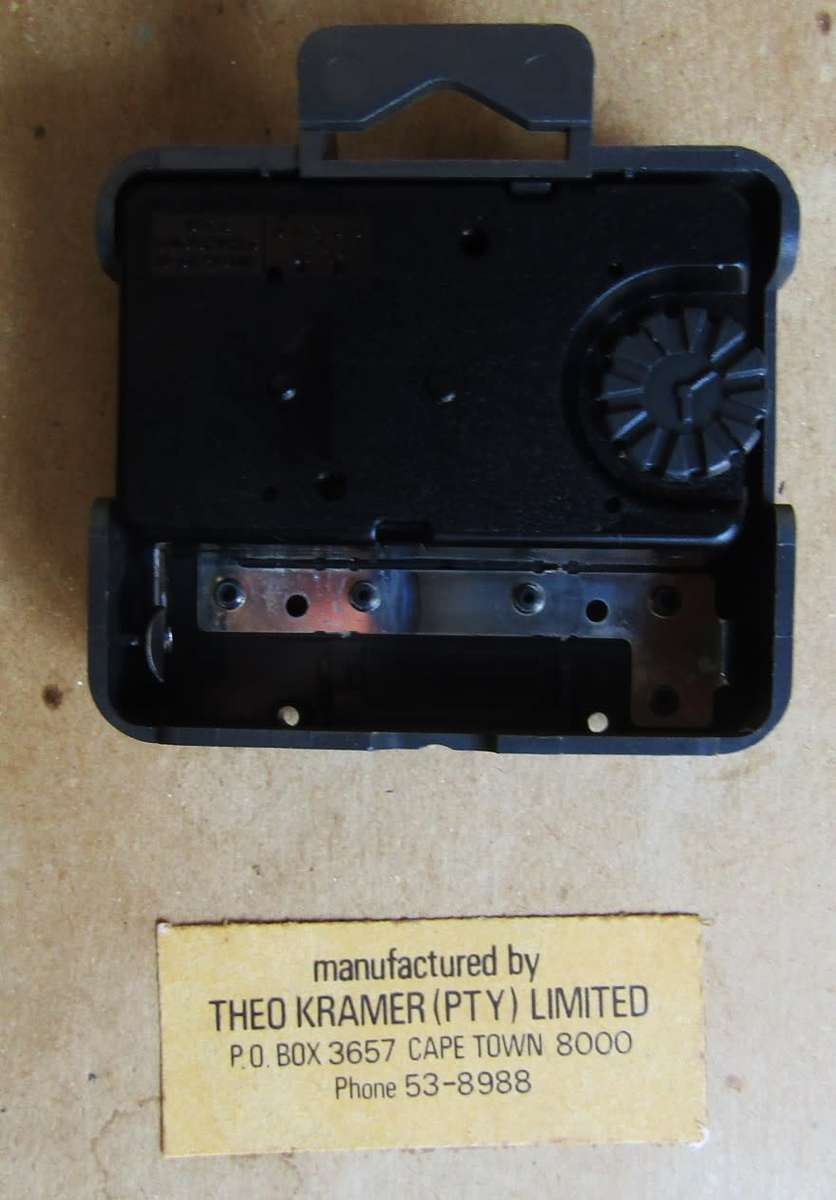 manufactured by
THEO KRAMER (PTY) LIMITED
P.O. BOX 3657 CAPE TOWN 8000
Phone 53-8988